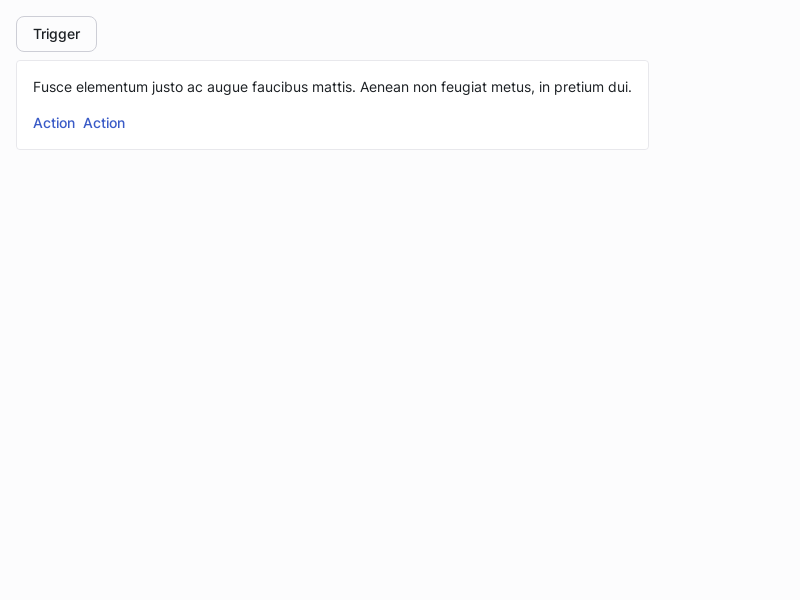 Trigger
Fusce elementum justo ac augue faucibus mattis. Aenean non feugiat metus, in pretium dui.
Action Action